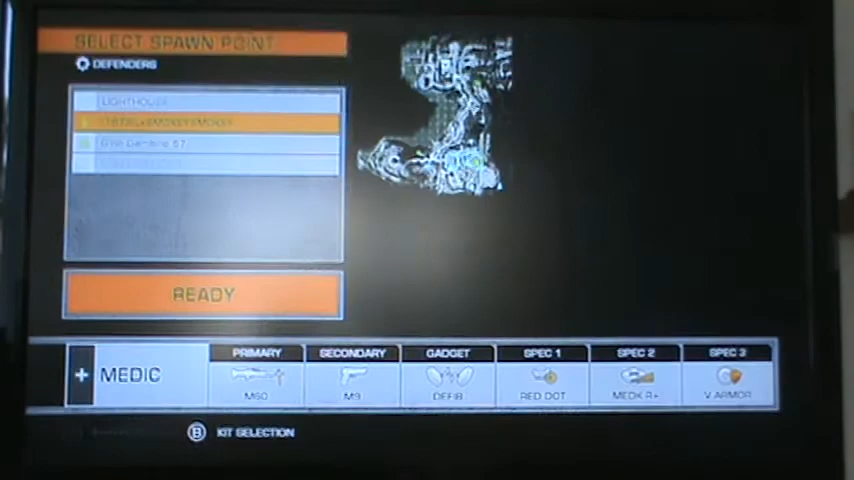 SELECT SPAWN POINT
DEFENDERS
LIGHTHOUSE
READY
+ MEDIC
PRIMARY SECONDARY GADGET SPEC 1 SPEC 2 SPEC 3
M60 M9 DEFIB RED DOT MEDK R+ V ARMOR
B KIT SELECTION